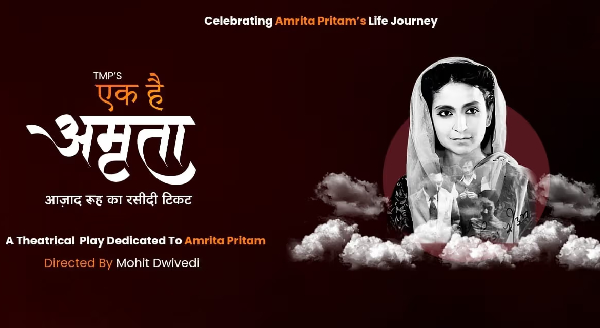 Celebrating Amrita Pritam's Life Journey
TMP'S
एक है
अमृता
आज़ाद रूह का रसीदी टिकट
A Theatrical Play Dedicated To Amrita Pritam
Directed By Mohit Dwivedi